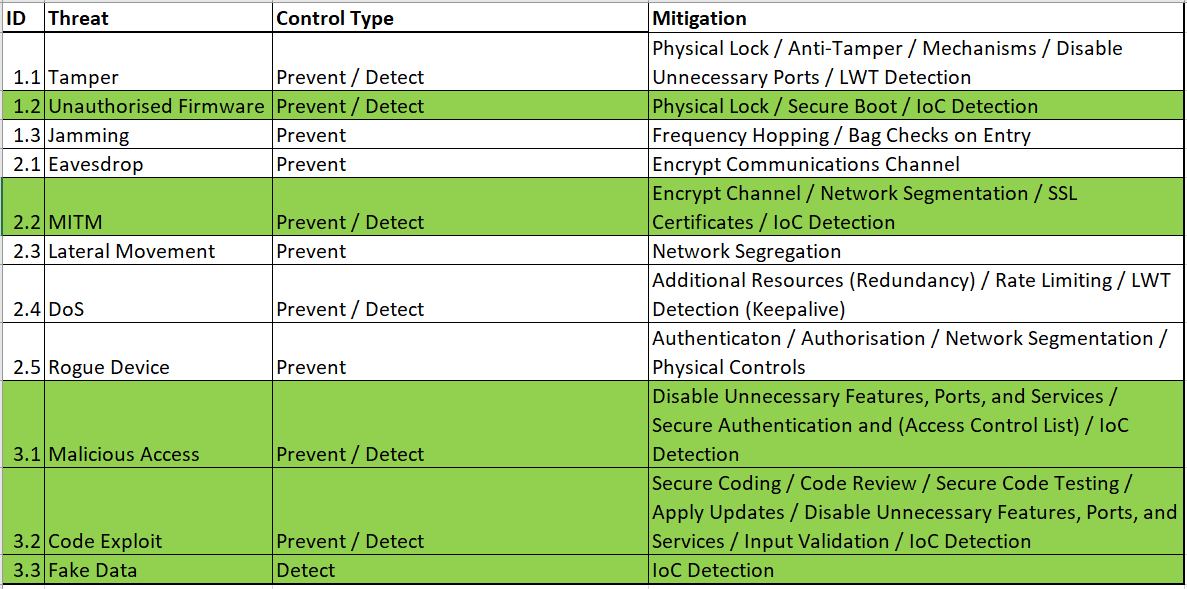 ID Threat Control Type Mitigation
Physical Lock / Anti-Tamper / Mechanisms / Disable
1.1 Tamper Prevent / Detect Unnecessary Ports / LWT Detection
1.2 Unauthorised Firmware Prevent / Detect Physical Lock / Secure Boot / IoC Detection
1.3 Jamming Prevent Frequency Hopping / Bag Checks on Entry
2.1 Eavesdrop Prevent Encrypt Communications Channel
Encrypt Channel / Network Segmentation / SSL
2.2 MITM Prevent / Detect Certificates / IoC Detection
2.3 Lateral Movement Prevent Network Segregation
Additional Resources (Redundancy) / Rate Limiting / LWT
2.4 DoS Prevent / Detect Detection (Keepalive)
Authenticaton / Authorisation / Network Segmentation /
2.5 Rogue Device Prevent Physical Controls
Disable Unnecessary Features, Ports, and Services /
Secure Authentication and (Access Control List) / IoC
3.1 Malicious Access Prevent / Detect Detection
Secure Coding / Code Review / Secure Code Testing /
Apply Updates / Disable Unnecessary Features, Ports, and
3.2 Code Exploit Prevent / Detect Services / Input Validation / IoC Detection
3.3 Fake Data Detect IoC Detection